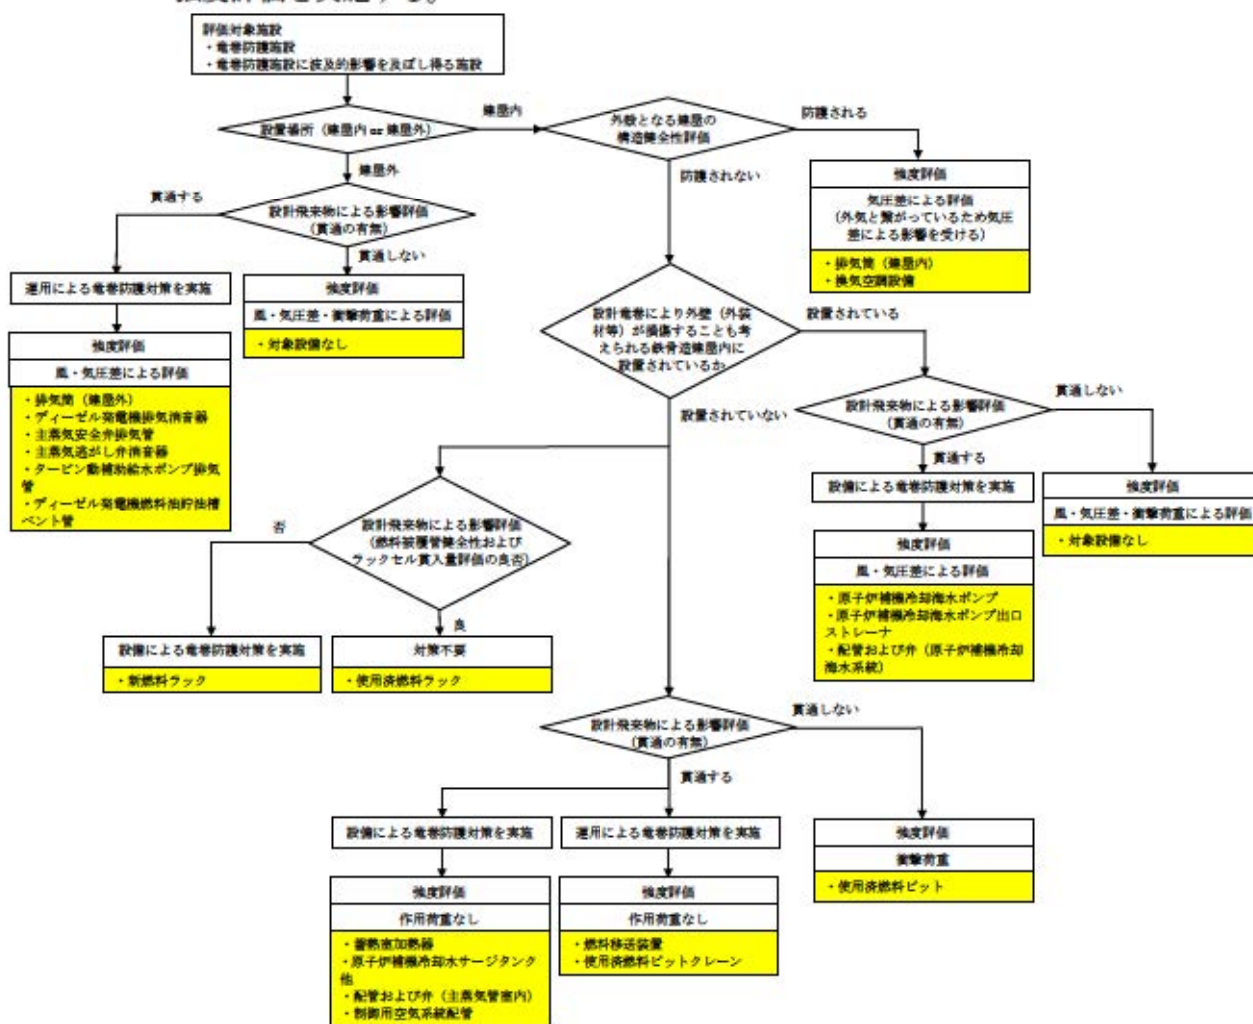 強度評価を実施する。
評価対象施設
・竜巻防護施設
・竜巻防護施設に波及的影響を及ぼし得る施設
設置場所（建屋内 or 建屋外）
建屋内
外殻となる建屋の
構造健全性評価
防護される
建屋外
防護されない
強度評価
気圧差による評価
（外気と繋がっているため気圧
差による影響を受ける）
・排気筒（建屋内）
・換気空調設備
貫通する
設計飛来物による影響評価
（貫通の有無）
貫通しない
運用による竜巻防護対策を実施
強度評価
風・気圧差・衝撃荷重による評価
・対象設備なし
強度評価
風・気圧差による評価
・排気筒（建屋外）
・ディーゼル発電機排気消音器
・主蒸気安全弁排気管
・主蒸気逃がし弁消音器
・タービン動補助給水ポンプ排気
管
・ディーゼル発電機燃料油貯油槽
ベント管
設計竜巻により外壁（外装
材等）が損傷することも考
えられる鉄骨造建屋内に
設置されているか
設置されている
設置されていない
設計飛来物による影響評価
（貫通の有無）
貫通しない
貫通する
設備による竜巻防護対策を実施
強度評価
風・気圧差・衝撃荷重による評価
・対象設備なし
強度評価
風・気圧差による評価
・原子炉補機冷却海水ポンプ
・原子炉補機冷却海水ポンプ出口
ストレーナ
・配管および弁（原子炉補機冷却
海水系統）
設計飛来物による影響評価
（燃料被覆管健全性および
ラックセル貫入量評価の良否）
否
良
設備による竜巻防護対策を実施
・新燃料ラック
対策不要
・使用済燃料ラック
設計飛来物による影響評価
（貫通の有無）
貫通しない
貫通する
設備による竜巻防護対策を実施
運用による竜巻防護対策を実施
強度評価
衝撃荷重
・使用済燃料ピット
強度評価
作用荷重なし
・蓄熱室加熱器
・原子炉補機冷却水サージタンク
他
・配管および弁（主蒸気管室内）
・制御用空気系統配管
強度評価
作用荷重なし
・燃料移送装置
・使用済燃料ピットクレーン